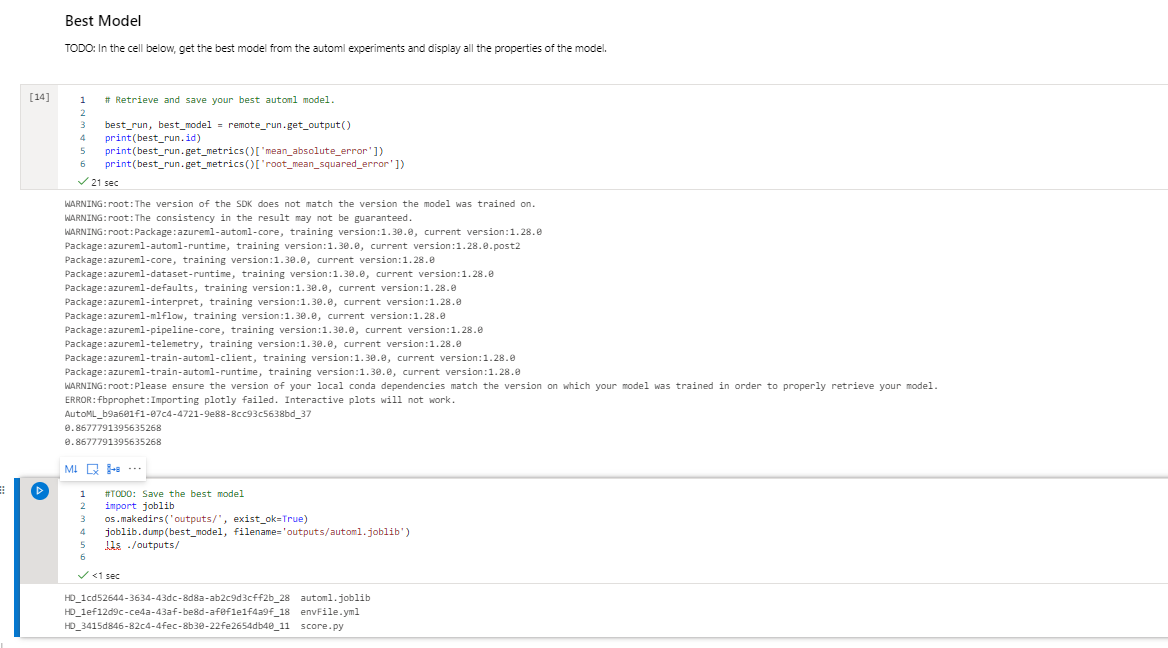 Best Model
TODO: In the cell below, get the best model from the automl experiments and display all the properties of the model.
[14]
1 # Retrieve and save your best automl model.
2
3 best_run, best_model = remote_run.get_output()
4 print(best_run.id)
5 print(best_run.get_metrics()['mean_absolute_error'])
6 print(best_run.get_metrics()['root_mean_squared_error'])
21 sec
WARNING:root:The version of the SDK does not match the version the model was trained on.
WARNING:root:The consistency in the result may not be guaranteed.
WARNING:root:Package:azureml-automl-core, training version:1.30.0, current version:1.28.0
Package:azureml-automl-runtime, training version:1.30.0, current version:1.28.0.post2
Package:azureml-core, training version:1.30.0, current version:1.28.0
Package:azureml-dataset-runtime, training version:1.30.0, current version:1.28.0
Package:azureml-defaults, training version:1.30.0, current version:1.28.0
Package:azureml-interpret, training version:1.30.0, current version:1.28.0
Package:azureml-mlflow, training version:1.30.0, current version:1.28.0
Package:azureml-pipeline-core, training version:1.30.0, current version:1.28.0
Package:azureml-telemetry, training version:1.30.0, current version:1.28.0
Package:azureml-train-automl-client, training version:1.30.0, current version:1.28.0
Package:azureml-train-automl-runtime, training version:1.30.0, current version:1.28.0
WARNING:root:Please ensure the version of your local conda dependencies match the version on which your model was trained in order to properly retrieve your model.
ERROR:fbprophet:Importing plotly failed. Interactive plots will not work.
AutoML_b9a601f1-07c4-4721-9e88-8cc93c5638bd_37
0.8677791395635268
0.8677791395635268
M↓
1 #TODO: Save the best model
2 import joblib
3 os.makedirs('outputs/', exist_ok=True)
4 joblib.dump(best_model, filename='outputs/automl.joblib')
5 !ls ./outputs/
6
<1 sec
HD_1cd52644-3634-43dc-8d8a-ab2c9d3cff2b_28 automl.joblib
HD_1ef12d9c-ce4a-43af-be8d-af0f1e1f4a9f_18 envFile.yml
HD_3415d846-82c4-4fec-8b30-22fe2654db40_11 score.py